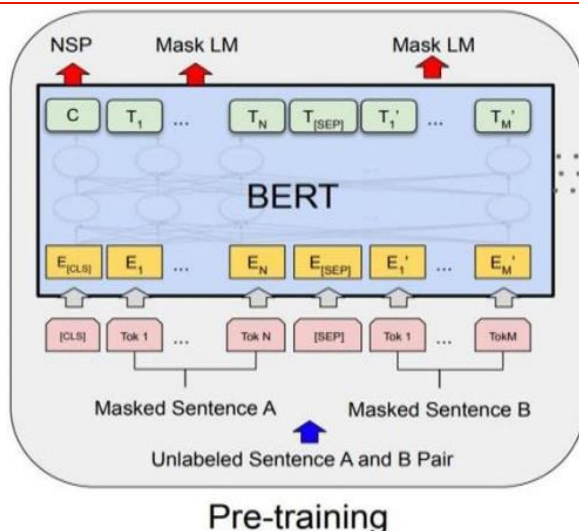 NSP Mask LM Mask LM
C T1 ... TN T[SEP] T1' ... TM'
BERT
E[CLS] E1 ... EN E[SEP] E1' ... EM'
[CLS] Tok 1 ... Tok N [SEP] Tok 1 ... TokM
Masked Sentence A Masked Sentence B
Unlabeled Sentence A and B Pair
Pre-training